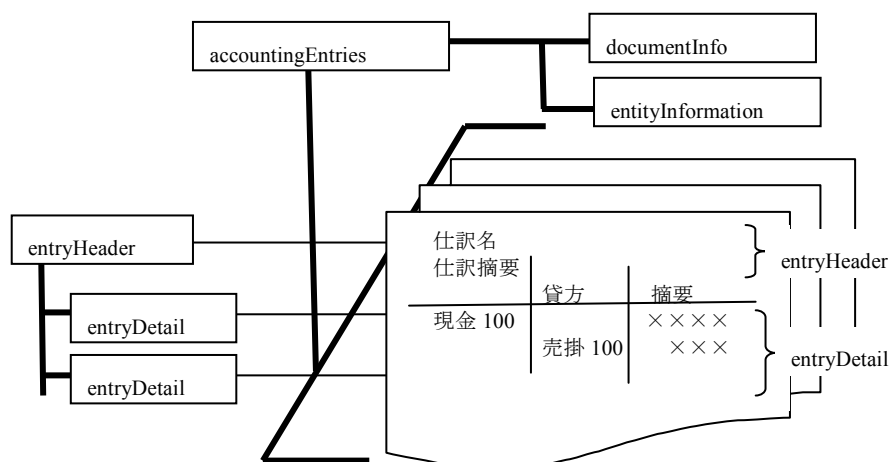 accountingEntries
documentInfo
entityInformation
entryHeader
entryDetail
entryDetail
仕訳名
仕訳摘要
貸方 摘要
現金 100 ××××
売掛 100 ×××
entryHeader
entryDetail